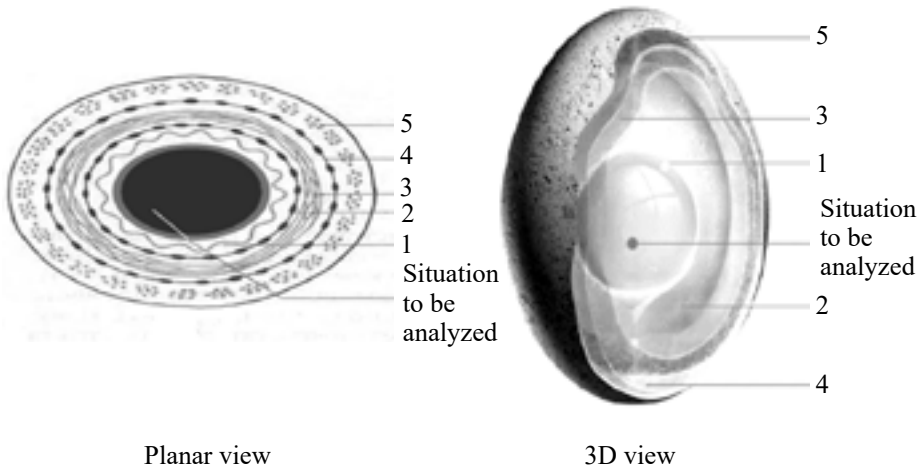 5
4
3
2
1
Situation
to be
analyzed
Planar view
5
3
1
Situation
to be
analyzed
2
4
3D view